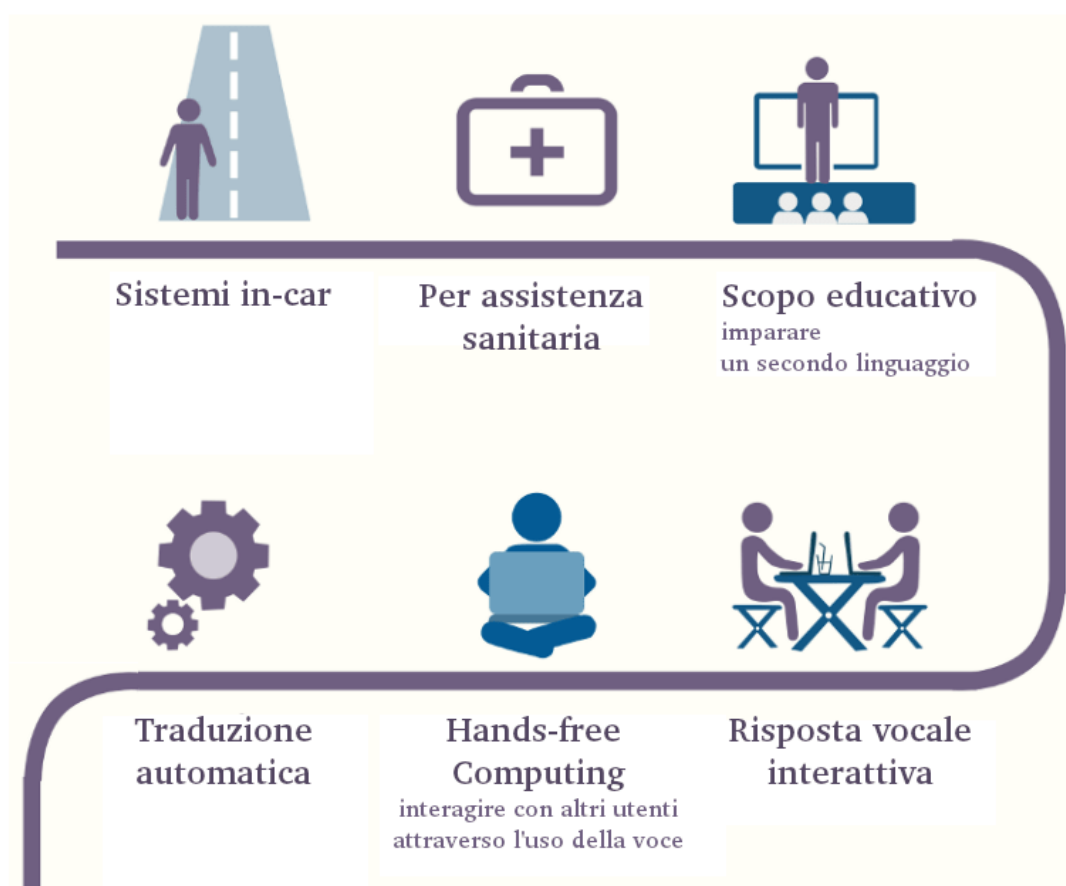 Sistemi in-car
Per assistenza
sanitaria
Scopo educativo
imparare
un secondo linguaggio
Traduzione
automatica
Hands-free
Computing
interagire con altri utenti
attraverso l'uso della voce
Risposta vocale
interattiva